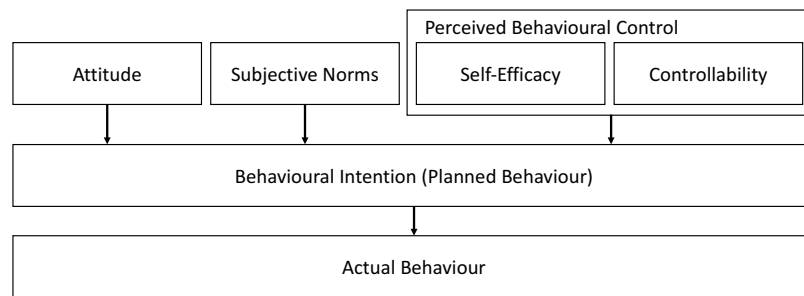 Perceived Behavioural Control
Attitude
Subjective Norms
Self-Efficacy
Controllability
Behavioural Intention (Planned Behaviour)
Actual Behaviour